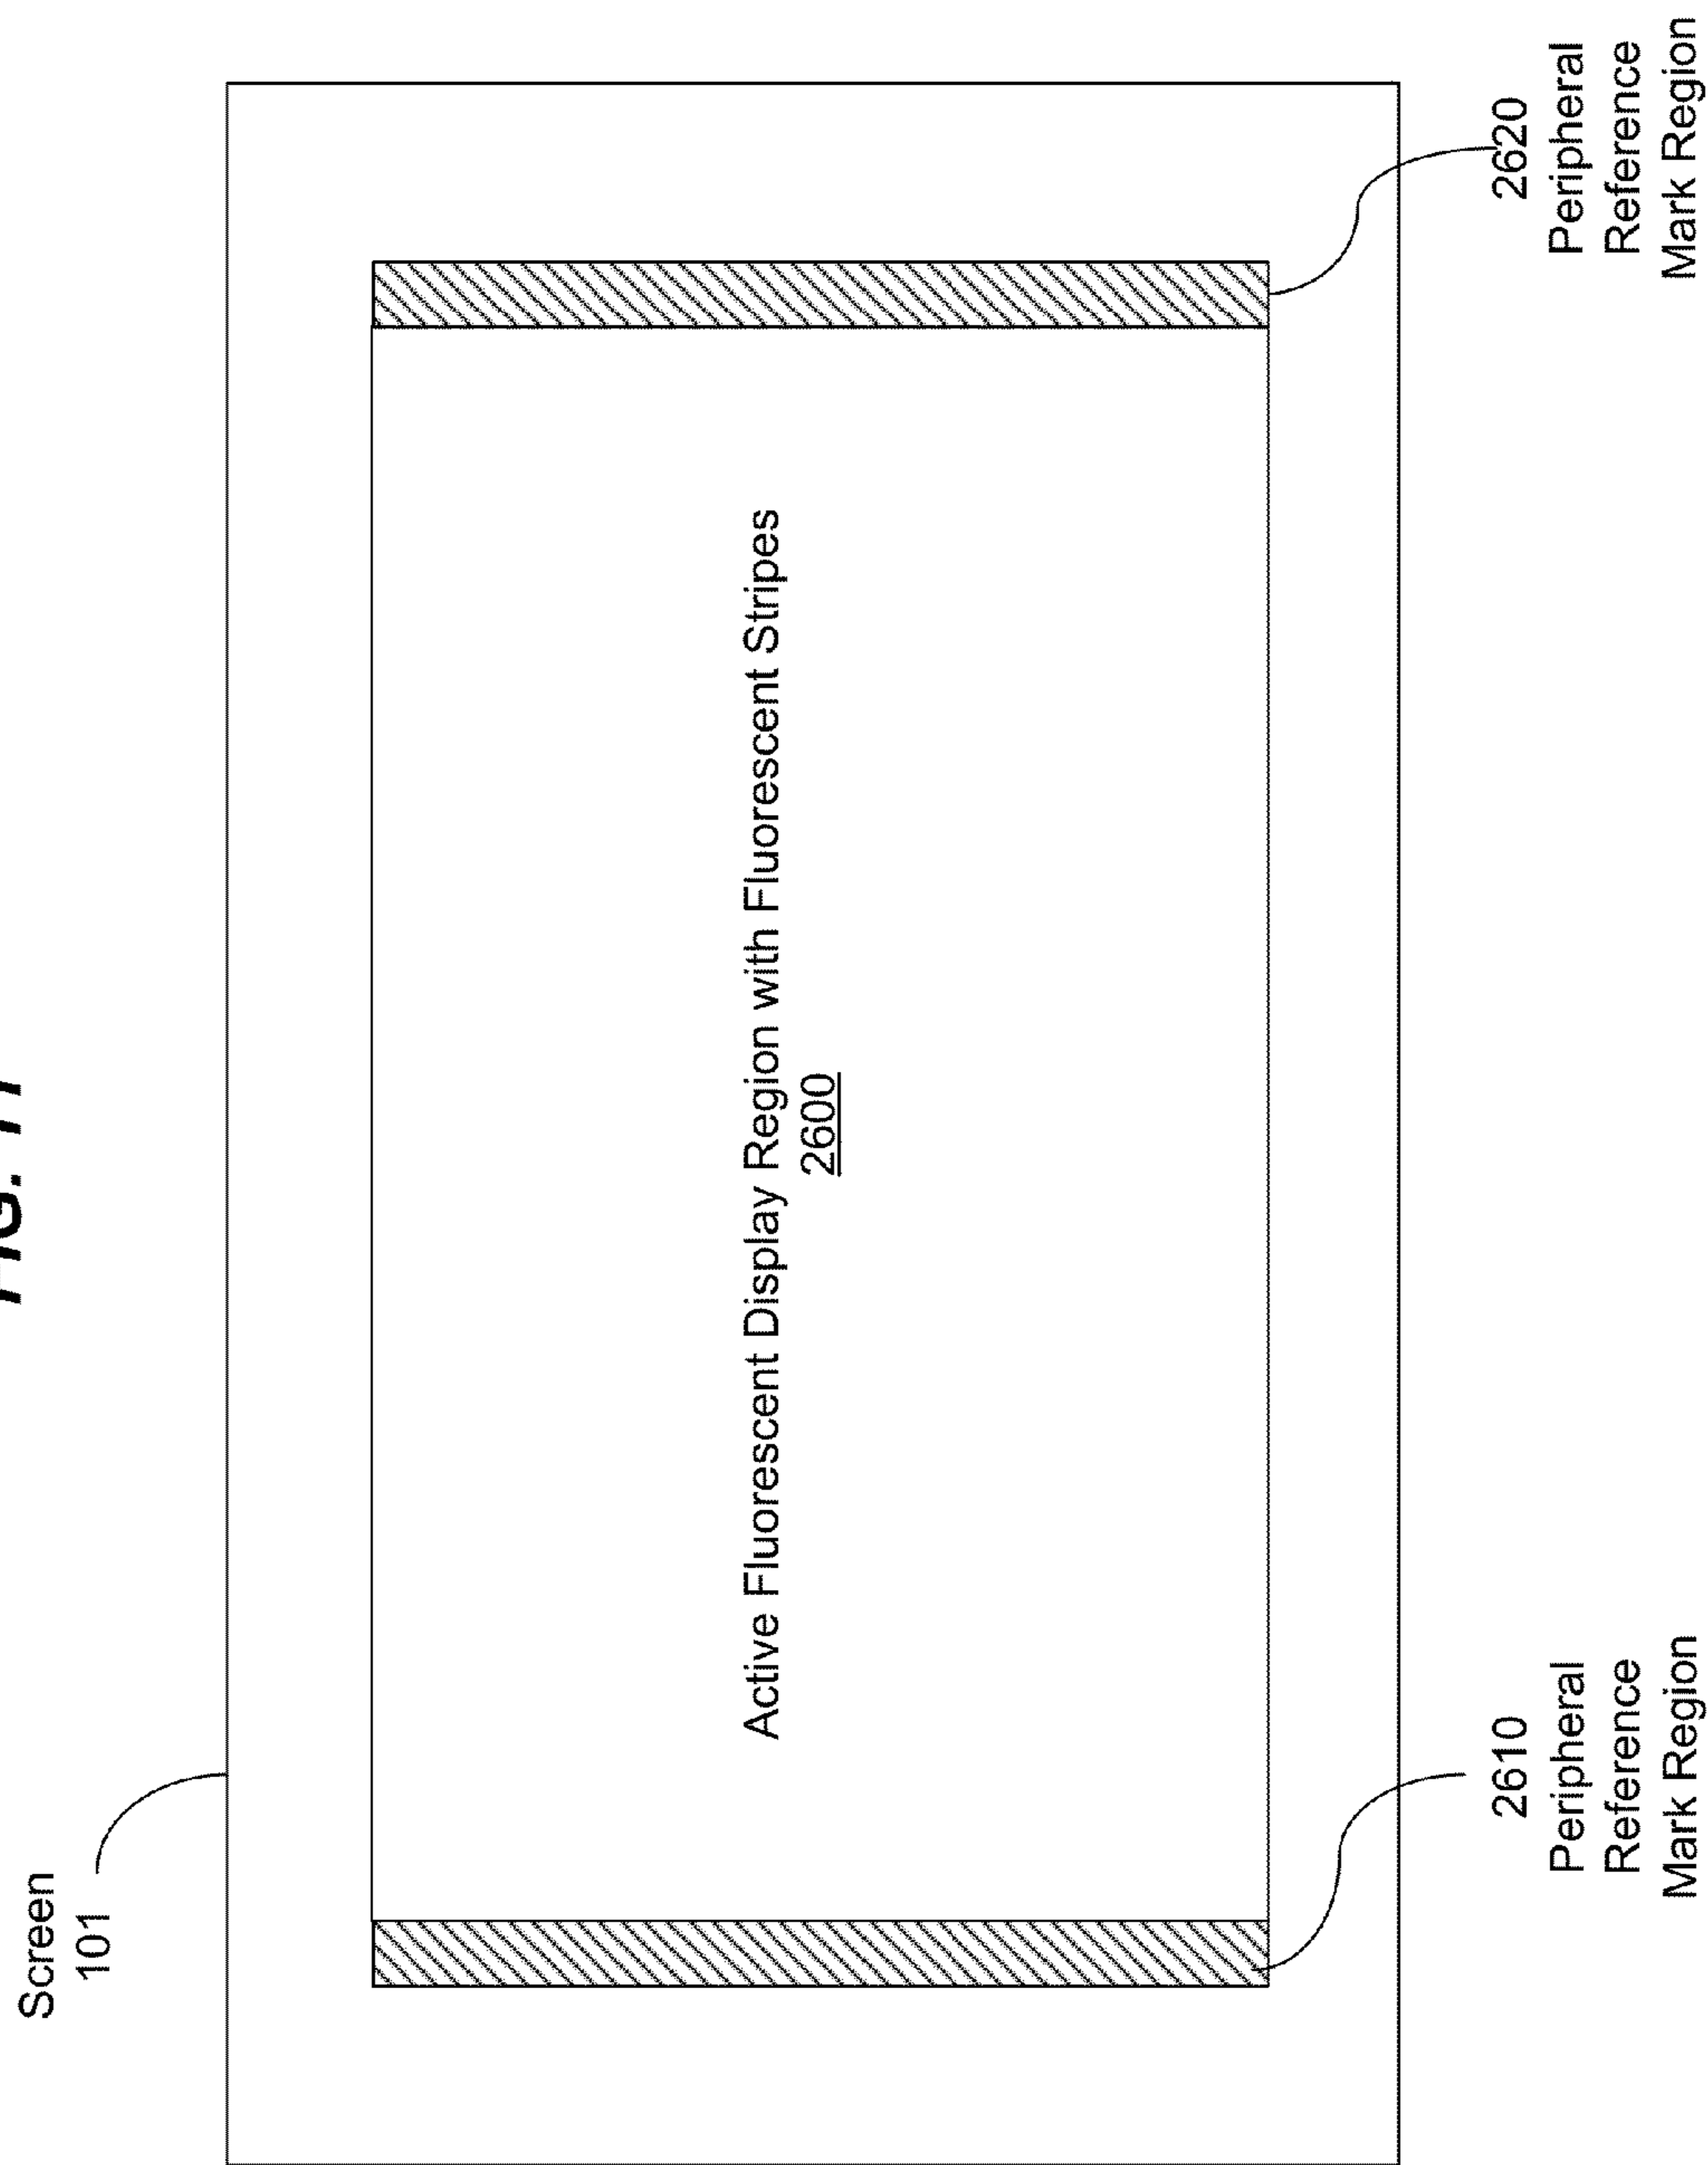 FIG.
Screen
101
Active Fluorescent Display Region with Fluorescent Stripes
2600
2610
Peripheral
Reference
Mark Region
2620
Peripheral
Reference
Mark Region